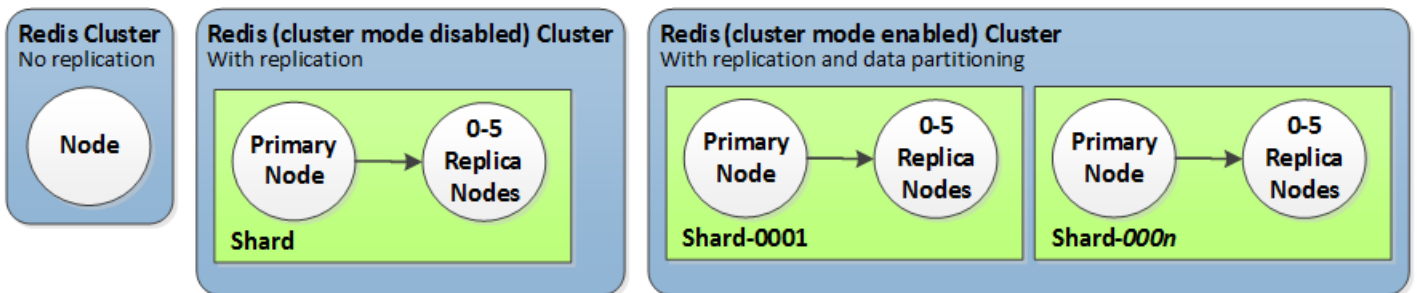 Redis Cluster
No replication
Node
Redis (cluster mode disabled) Cluster
With replication
Primary
Node
0-5
Replica
Nodes
Shard
Redis (cluster mode enabled) Cluster
With replication and data partitioning
Primary
Node
0-5
Replica
Nodes
Shard-0001
Primary
Node
0-5
Replica
Nodes
Shard-000n